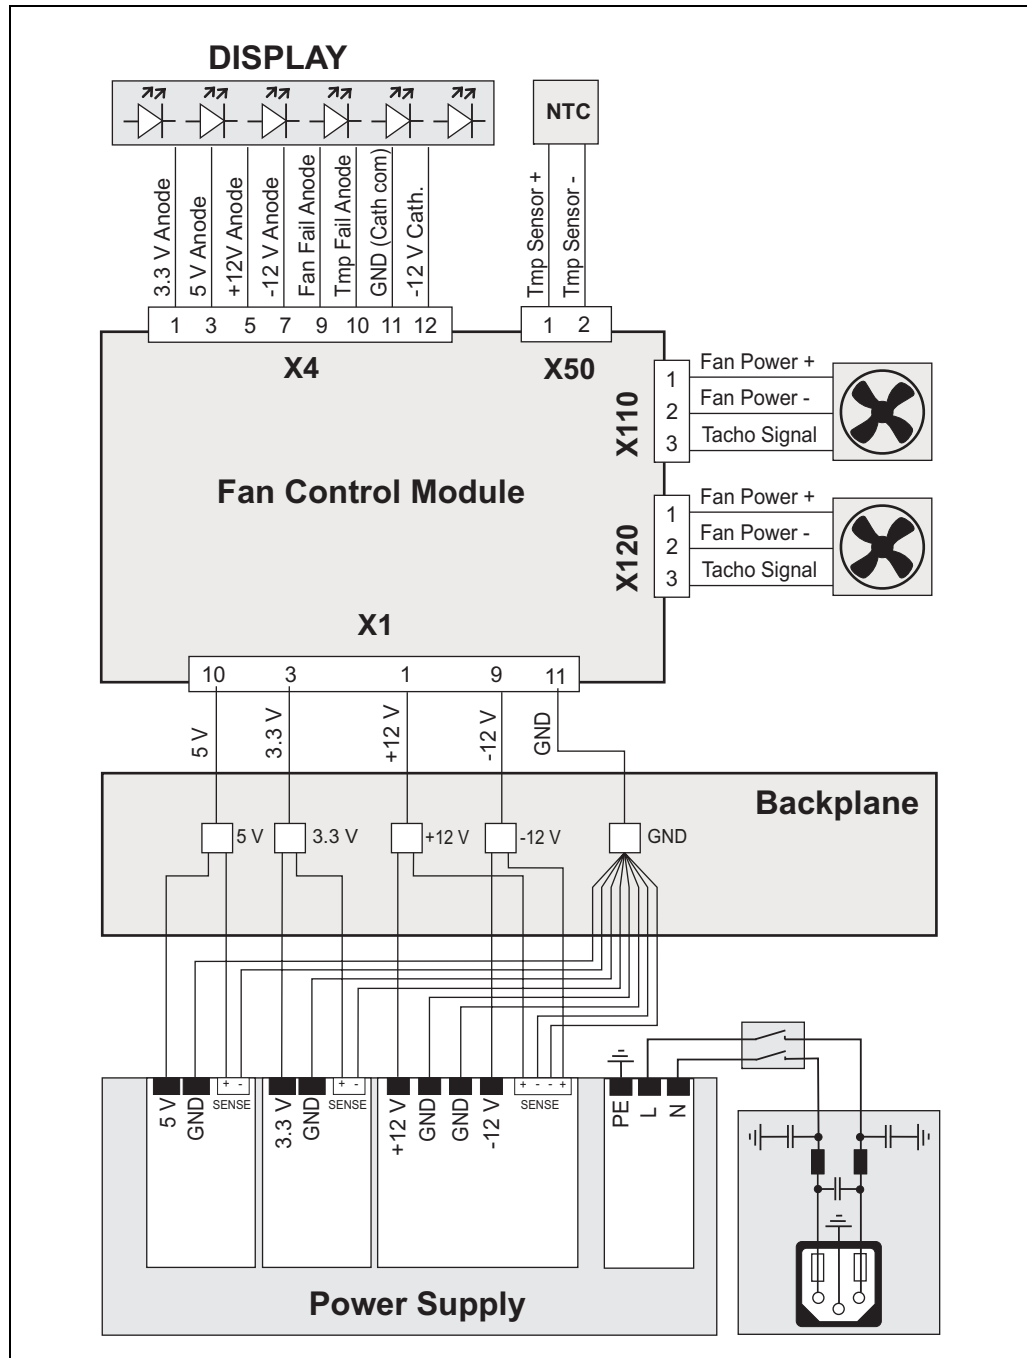 DISPLAY
NTC
3.3 V Anode
5 V Anode
+12V Anode
-12 V Anode
Fan Fail Anode
Tmp Fail Anode
GND (Cath com)
-12 V Cath.
Tmp Sensor +
Tmp Sensor -
1 3 5 7 9 10 11 12
1 2
X4
X50
X110
1
2
3
Fan Power +
Fan Power -
Tacho Signal
Fan Control Module
X120
1
2
3
Fan Power +
Fan Power -
Tacho Signal
X1
10 3 1 9 11
5 V
3.3 V
+12 V
-12 V
GND
Backplane
5 V
3.3 V
+12 V
-12 V
GND
5 V
GND
+ -
SENSE
3.3 V
GND
+ -
SENSE
+12 V
GND
GND
-12 V
+ - - +
SENSE
PE
L
N
Power Supply